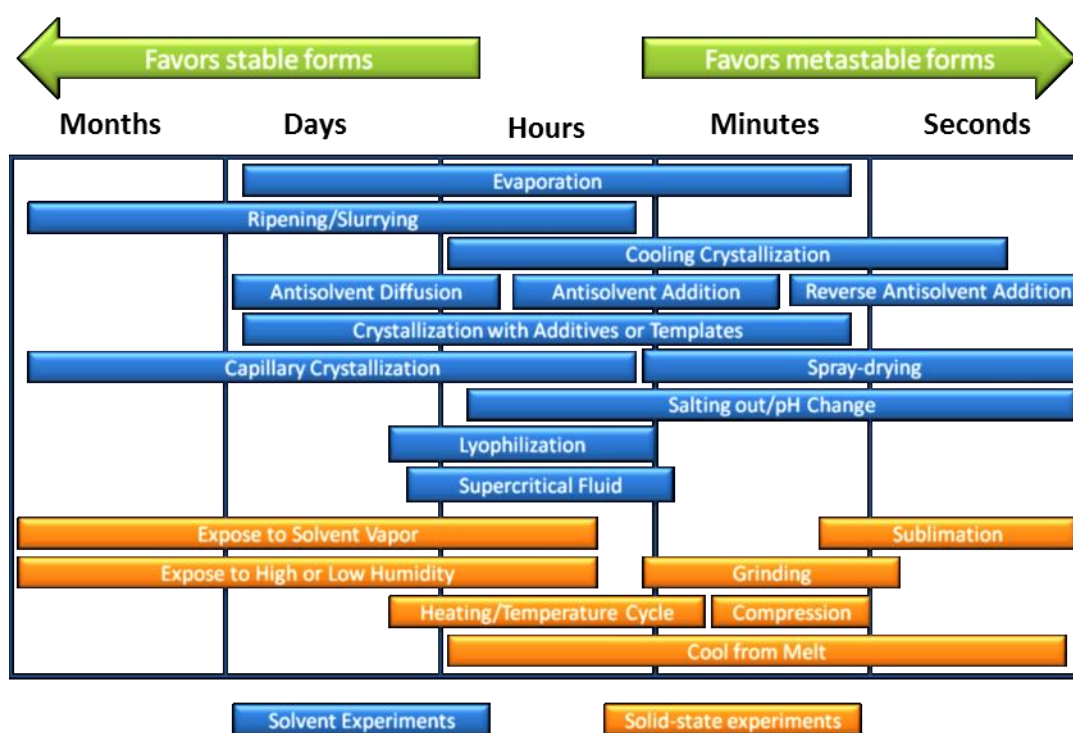 Favors stable forms
Favors metastable forms
Months
Days
Hours
Minutes
Seconds
Evaporation
Ripening/Slurrying
Cooling Crystallization
Antisolvent Diffusion
Antisolvent Addition
Reverse Antisolvent Addition
Crystallization with Additives or Templates
Capillary Crystallization
Spray-drying
Salting out/pH Change
Lyophilization
Supercritical Fluid
Expose to Solvent Vapor
Sublimation
Expose to High or Low Humidity
Grinding
Heating/Temperature Cycle
Compression
Cool from Melt
Solvent Experiments
Solid-state experiments